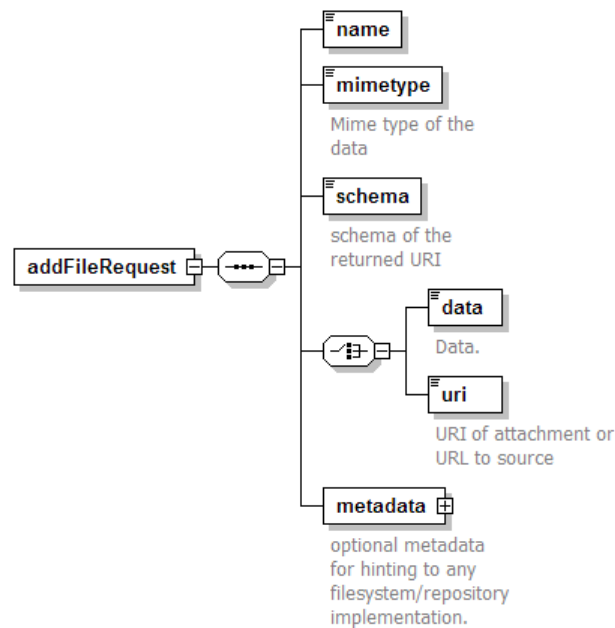 name
mimetype
Mime type of the
data
schema
schema of the
returned URI
addFileRequest
data
Data.
uri
URI of attachment or
URL to source
metadata
optional metadata
for hinting to any
filesystem/repository
implementation.